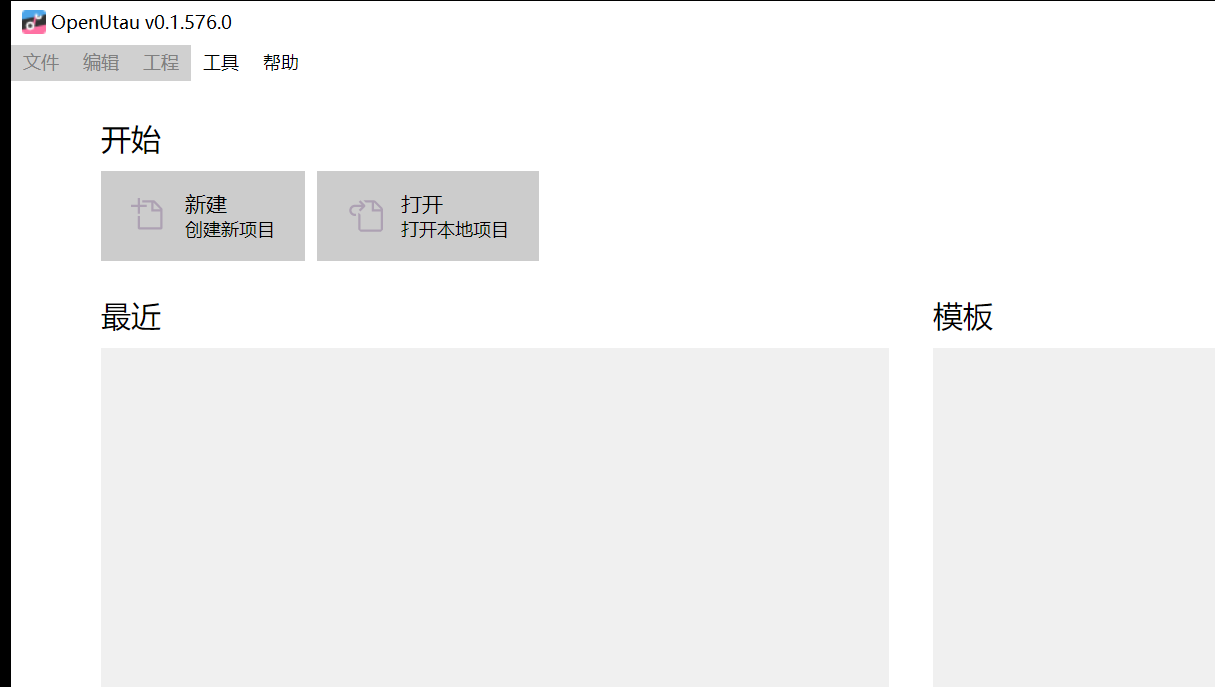 OpenUtau v0.1.576.0
文件 编辑 工程 工具 帮助
开始
新建
创建新项目
打开
打开本地项目
最近
模板